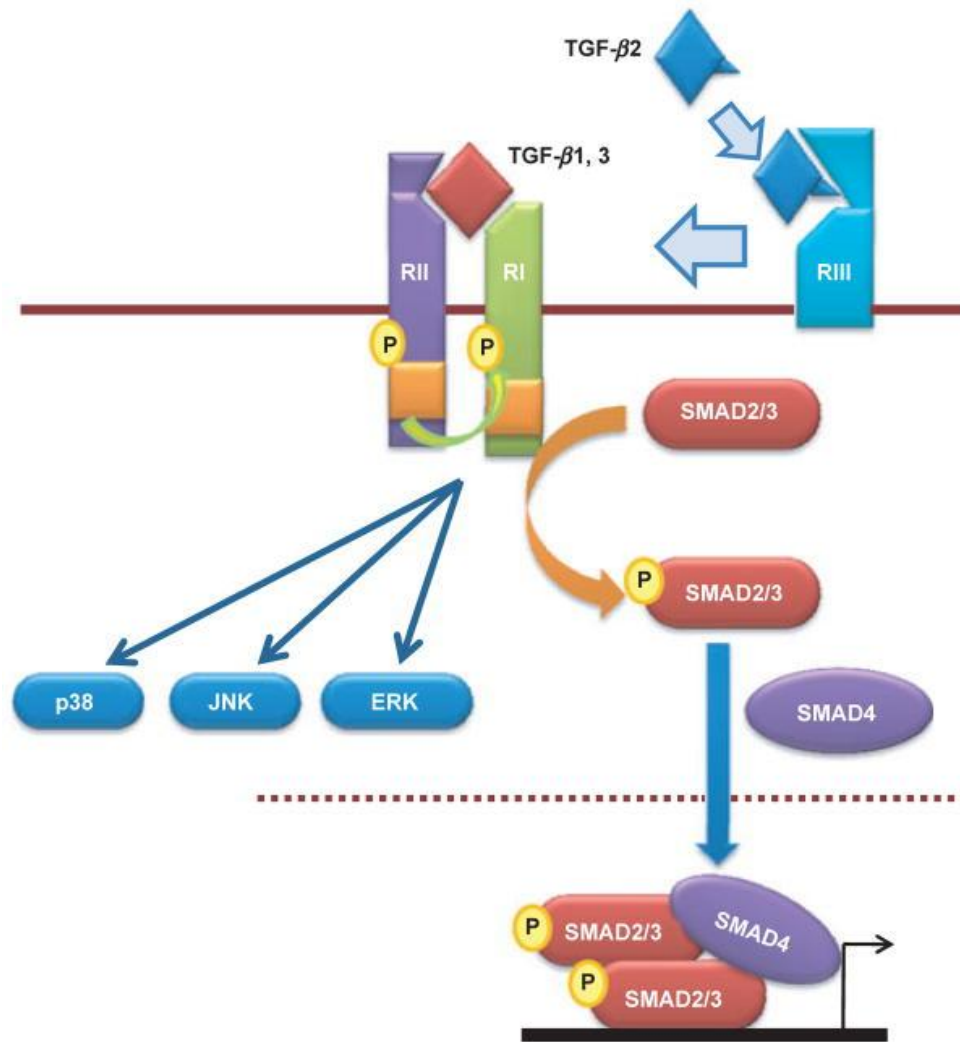 TGF-β2
TGF-β1, 3
RII
RI
RIII
P
P
SMAD2/3
P
SMAD2/3
p38
JNK
ERK
SMAD4
P
SMAD2/3
SMAD4
P
SMAD2/3